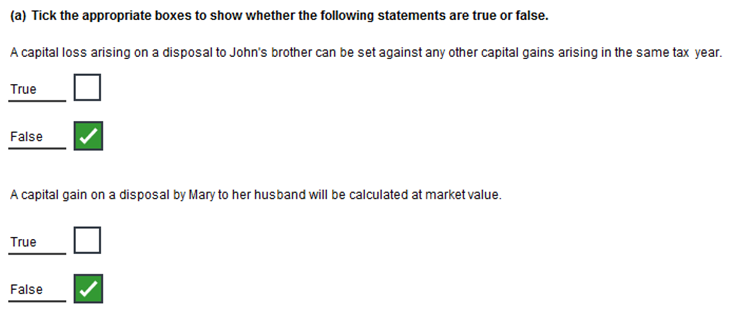 (a) Tick the appropriate boxes to show whether the following statements are true or false.
A capital loss arising on a disposal to John's brother can be set against any other capital gains arising in the same tax year.
True
False
A capital gain on a disposal by Mary to her husband will be calculated at market value.
True
False